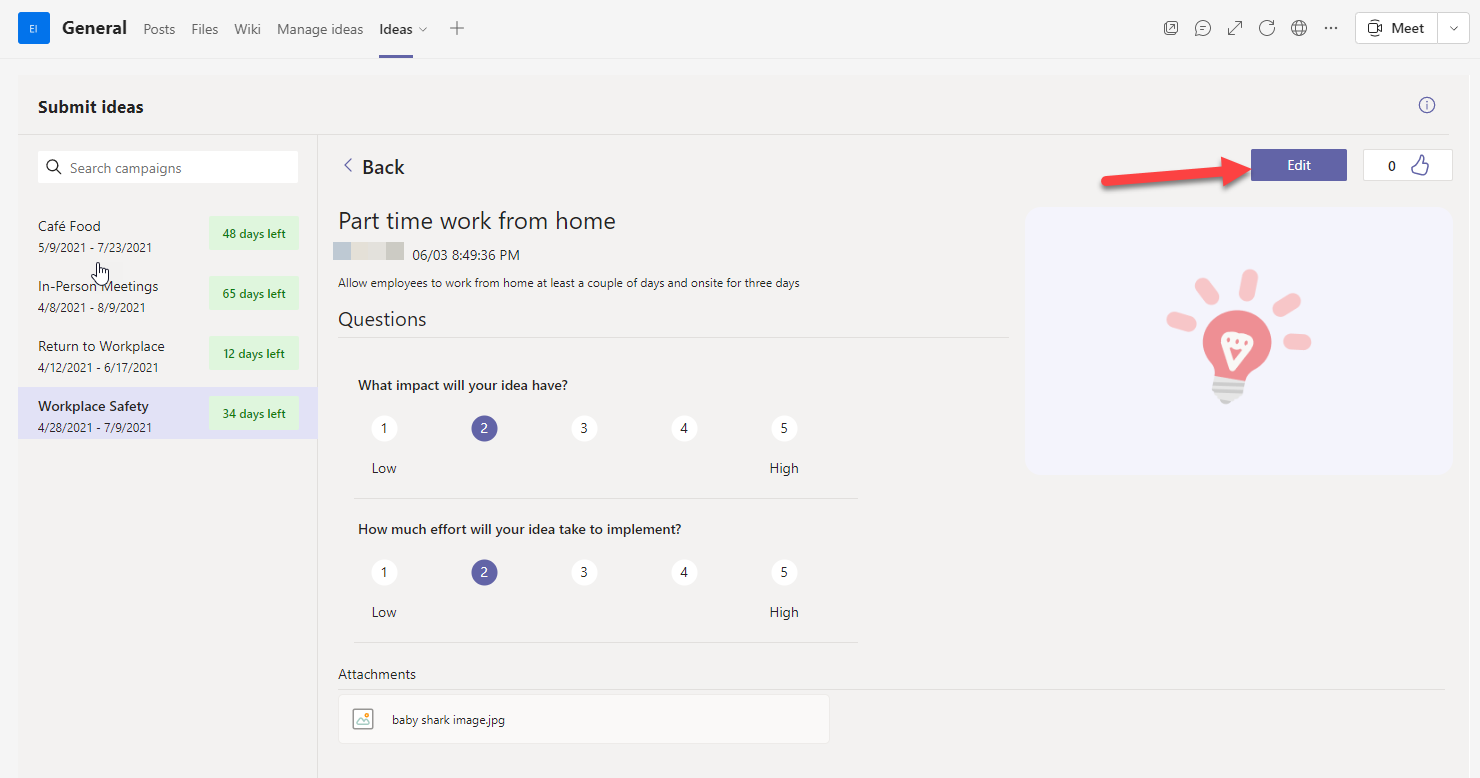 EI General Posts Files Wiki Manage ideas Ideas Meet
Submit ideas
Search campaigns
Café Food
5/9/2021 - 7/23/2021
48 days left
In-Person Meetings
4/8/2021 - 8/9/2021
65 days left
Return to Workplace
4/12/2021 - 6/17/2021
12 days left
Workplace Safety
4/28/2021 - 7/9/2021
34 days left
Back
Edit
0
Part time work from home
06/03 8:49:36 PM
Allow employees to work from home at least a couple of days and onsite for three days
Questions
What impact will your idea have?
1 2 3 4 5
Low High
How much effort will your idea take to implement?
1 2 3 4 5
Low High
Attachments
baby shark image.jpg